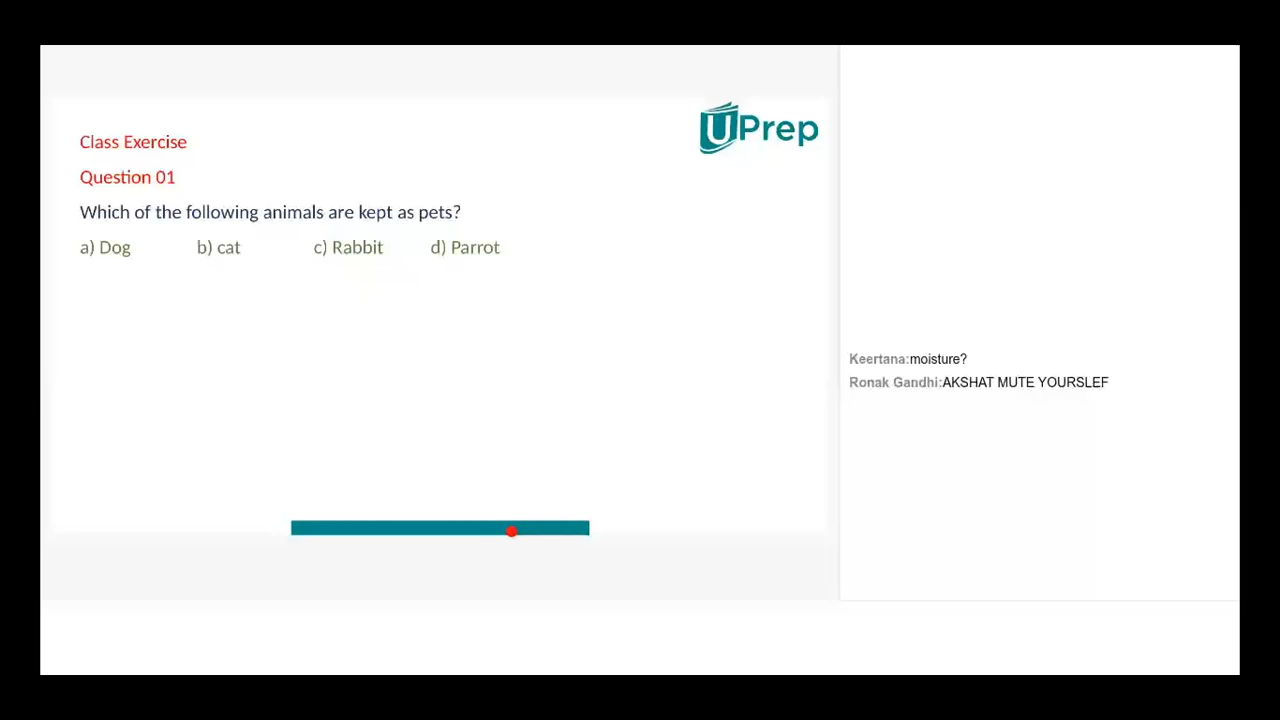 UPrep
Class Exercise
Question 01
Which of the following animals are kept as pets?
a) Dog b) cat c) Rabbit d) Parrot
Keertana:moisture?
Ronak Gandhi:AKSHAT MUTE YOURSLEF